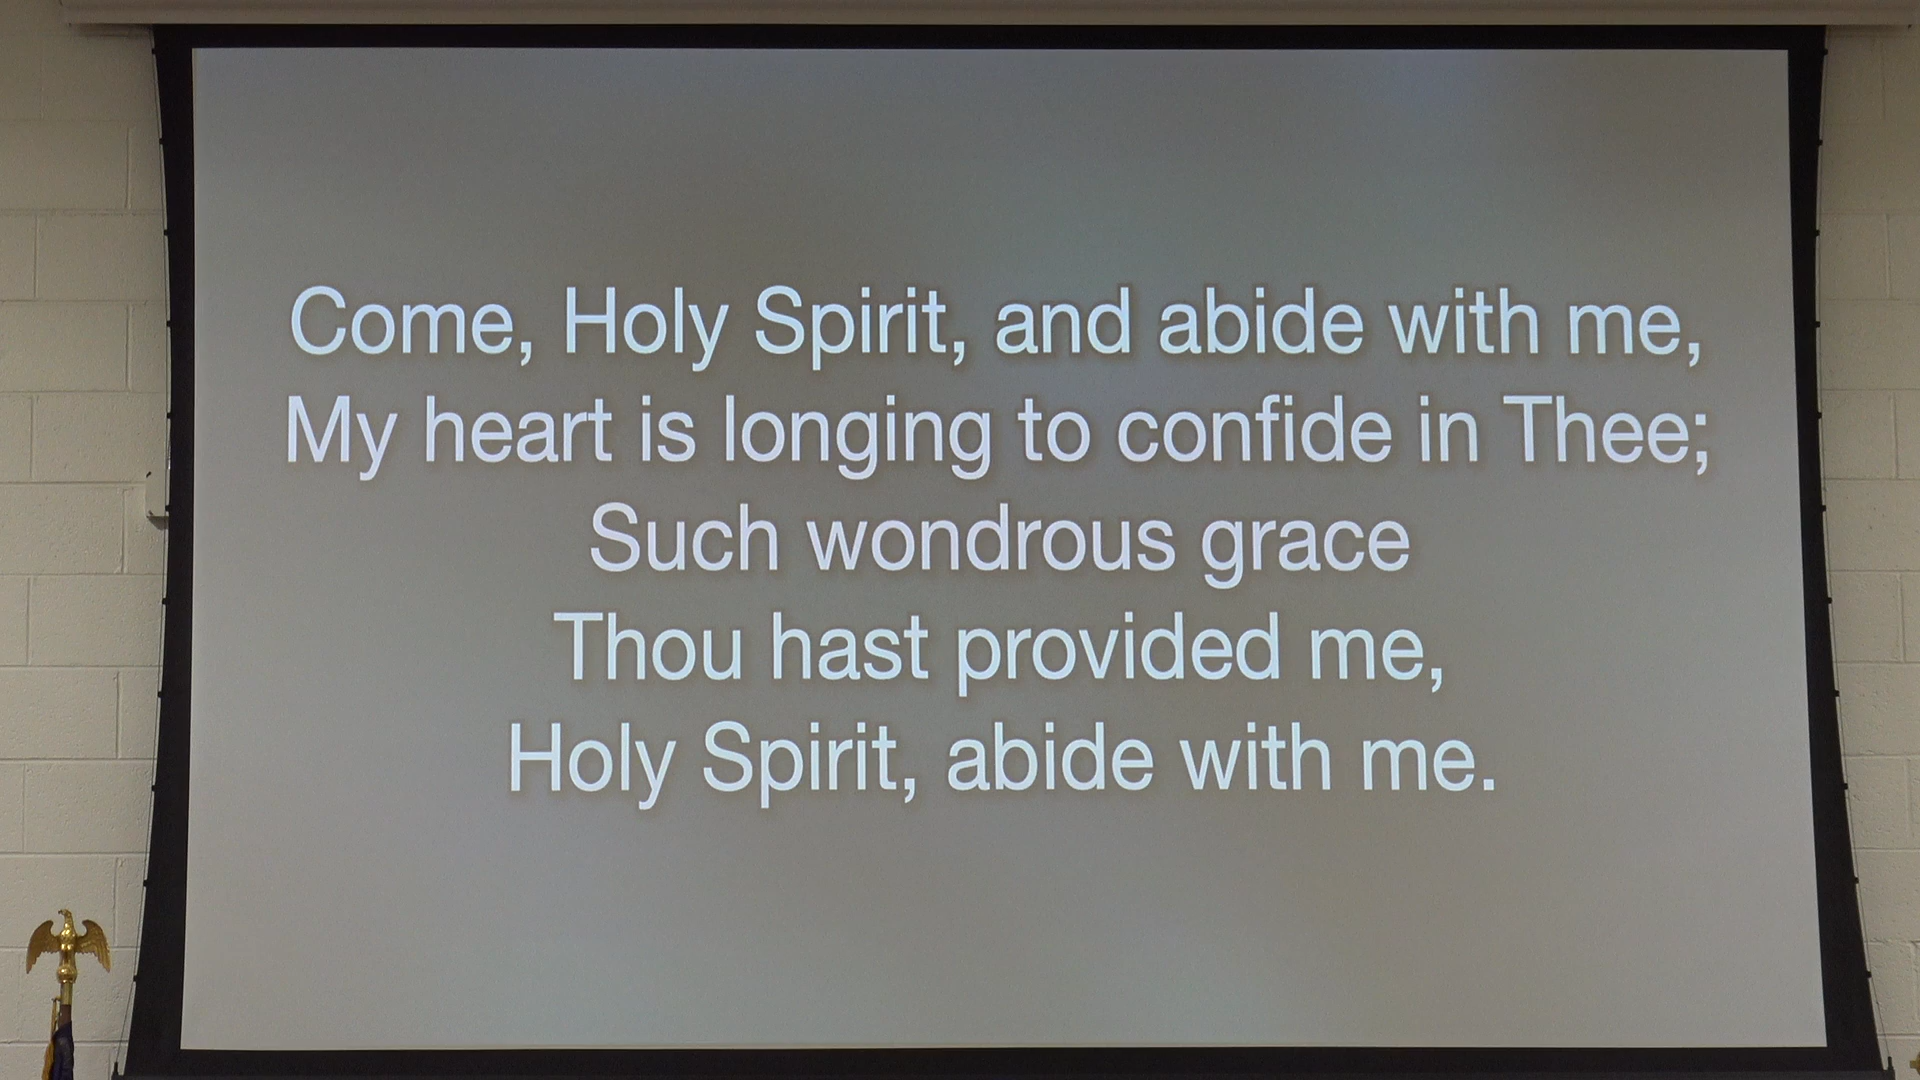 Come, Holy Spirit, and abide with me,
My heart is longing to confide in Thee;
Such wondrous grace
Thou hast provided me,
Holy Spirit, abide with me.